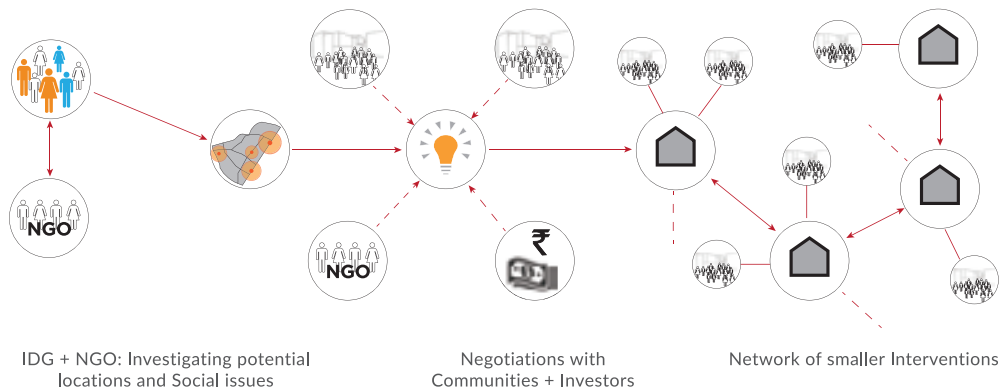 NGO
NGO
₹
IDG + NGO: Investigating potential
locations and Social issues
Negotiations with
Communities + Investors
Network of smaller Interventions